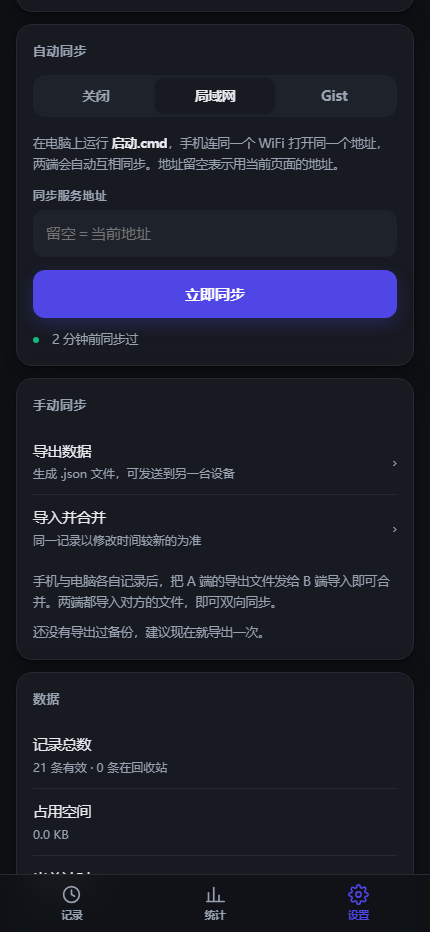 自动同步
关闭
局域网
Gist
在电脑上运行 启动.cmd，手机连同一个 WiFi 打开同一个地址，
两端会自动互相同步。地址留空表示用当前页面的地址。
同步服务地址
留空 = 当前地址
立即同步
2 分钟前同步过
手动同步
导出数据
生成 .json 文件，可发送到另一台设备
›
导入并合并
同一记录以修改时间较新的为准
›
手机与电脑各自记录后，把 A 端的导出文件发给 B 端导入即可合
并。两端都导入对方的文件，即可双向同步。
还没有导出过备份，建议现在就导出一次。
数据
记录总数
21 条有效 · 0 条在回收站
占用空间
0.0 KB
记录
统计
设置